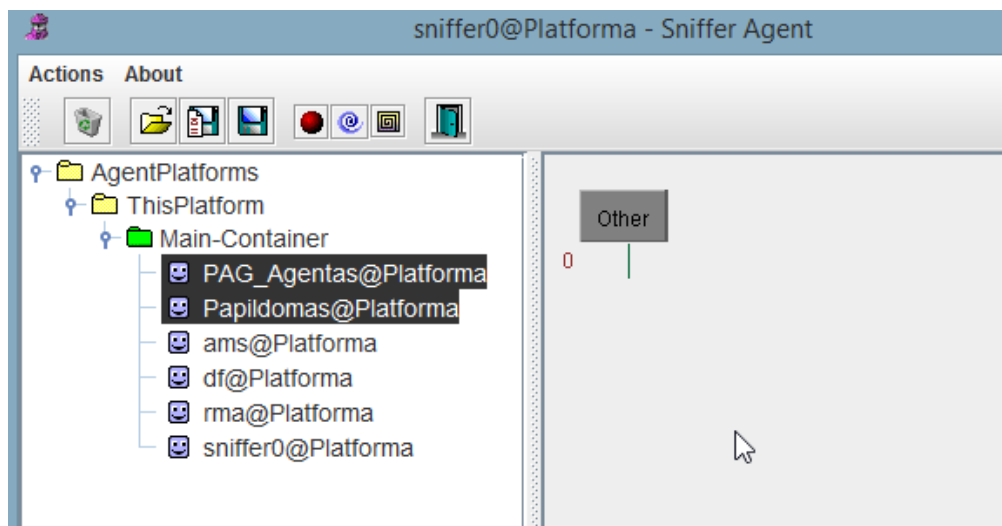 sniffer0@Platforma - Sniffer Agent
Actions About
AgentPlatforms
ThisPlatform
Main-Container
PAG_Agentas@Platforma
Papildomas@Platforma
ams@Platforma
df@Platforma
rma@Platforma
sniffer0@Platforma
Other
0